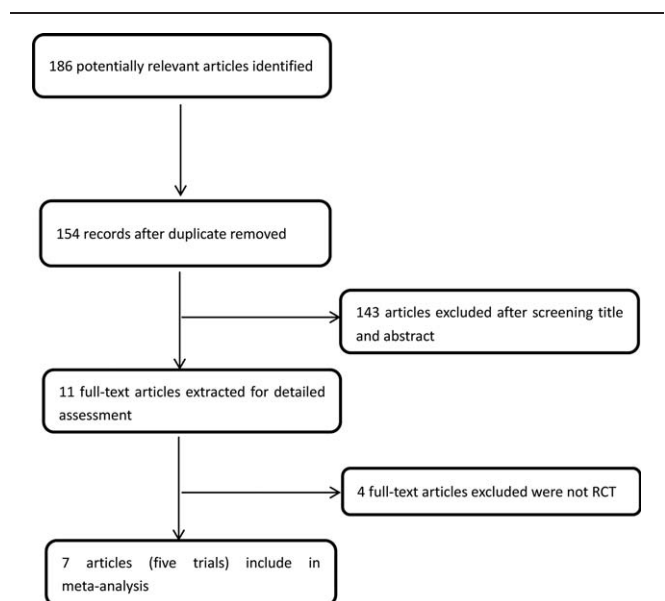 186 potentially relevant articles identified
154 records after duplicate removed
143 articles excluded after screening title
and abstract
11 full-text articles extracted for detailed
assessment
4 full-text articles excluded were not RCT
7 articles (five trials) include in
meta-analysis